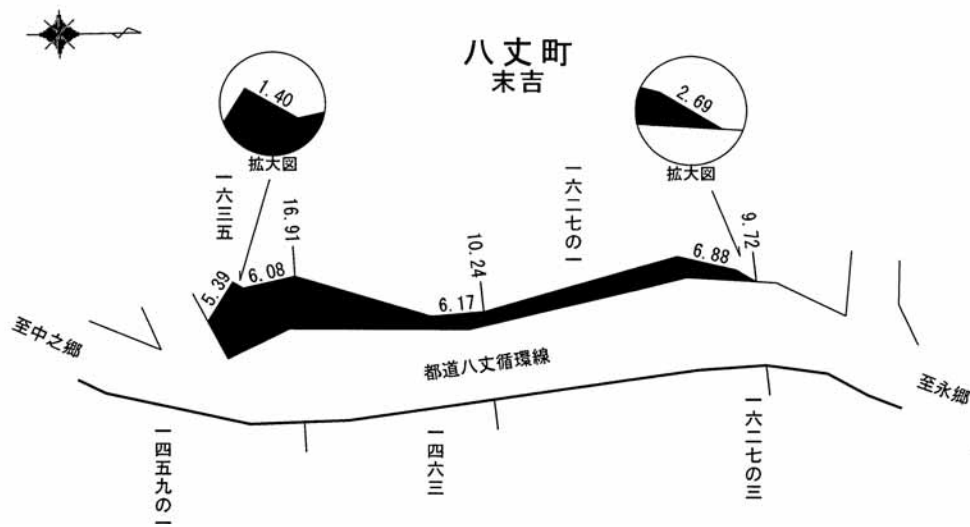 八丈町
末吉
1.40
拡大図
2.69
拡大図
一六三五
16.91
一六二七の一
10.24
9.72
5.39
6.08
6.17
6.88
至中之郷
都道八丈循環線
至永郷
一四五九の一
一四六三
一六二七の三